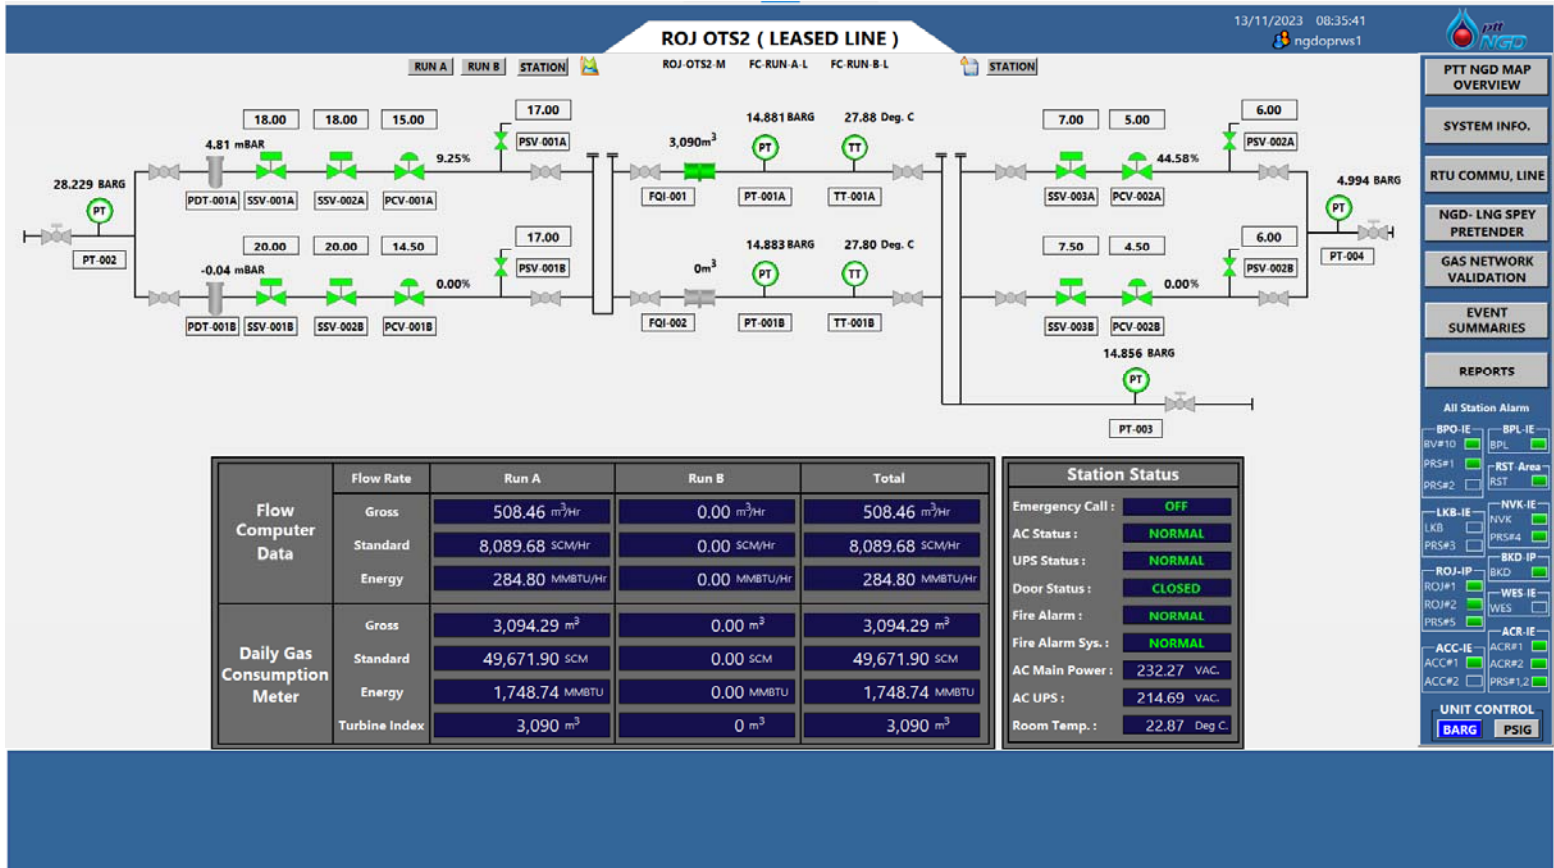 13/11/2023 08:35:41
ngdoprws1
ROJ OTS2 ( LEASED LINE )
ptt
NGD
RUN A RUN B STATION ROJ-OTS2-M FC-RUN-A-L FC-RUN-B-L STATION
18.00 18.00 15.00 17.00 14.881 BARG 27.88 Deg. C 7.00 5.00 6.00
4.81 mBAR PSV-001A 3,090m³ PT TT PSV-002A
9.25% 44.58%
28.229 BARG 4.994 BARG
PDT-001A SSV-001A SSV-002A PCV-001A FQI-001 PT-001A TT-001A SSV-003A PCV-002A
PT PT
20.00 20.00 14.50 17.00 14.883 BARG 27.80 Deg. C 7.50 4.50 6.00
PT-002 PT-004
-0.04 mBAR PSV-001B 0m³ PT TT PSV-002B
0.00% 0.00%
PDT-001B SSV-001B SSV-002B PCV-001B FQI-002 PT-001B TT-001B SSV-003B PCV-002B
14.856 BARG
PT
PT-003
Flow Computer Data
Flow Rate Run A Run B Total
Gross 508.46 m³/Hr 0.00 m³/Hr 508.46 m³/Hr
Standard 8,089.68 SCM/Hr 0.00 SCM/Hr 8,089.68 SCM/Hr
Energy 284.80 MMBTU/Hr 0.00 MMBTU/Hr 284.80 MMBTU/Hr
Daily Gas Consumption Meter
Gross 3,094.29 m³ 0.00 m³ 3,094.29 m³
Standard 49,671.90 SCM 0.00 SCM 49,671.90 SCM
Energy 1,748.74 MMBTU 0.00 MMBTU 1,748.74 MMBTU
Turbine Index 3,090 m³ 0 m³ 3,090 m³
Station Status
Emergency Call : OFF
AC Status : NORMAL
UPS Status : NORMAL
Door Status : CLOSED
Fire Alarm : NORMAL
Fire Alarm Sys. : NORMAL
AC Main Power : 232.27 VAC.
AC UPS : 214.69 VAC.
Room Temp. : 22.87 Deg C.
PTT NGD MAP
OVERVIEW
SYSTEM INFO.
RTU COMMU, LINE
NGD- LNG SPEY
PRETENDER
GAS NETWORK
VALIDATION
EVENT
SUMMARIES
REPORTS
All Station Alarm
BPO-IE
BV#10
PRS#1
PRS#2
BPL-IE
BPL
RST-Area
RST
LKB-IE
LKB
PRS#3
NVK-IE
NVK
PRS#4
BKD-IP
BKD
ROJ-IP
ROJ#1
ROJ#2
PRS#5
WES-IE
WES
ACC-IE
ACC#1
ACC#2
ACR-IE
ACR#1
ACR#2
PRS#1,2
UNIT CONTROL
BARG PSIG